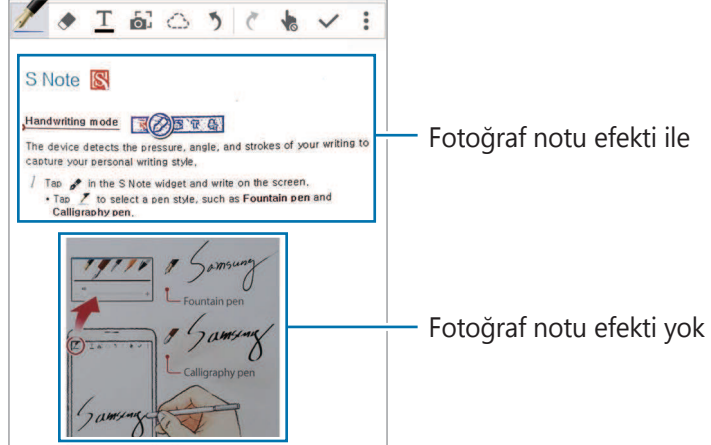 T
S Note
Handwriting mode
The device detects the pressure, angle, and strokes of your writing to
capture your personal writing style.
Tap in the S Note widget and write on the screen.
• Tap to select a pen style, such as Fountain pen and
Calligraphy pen.
Fotoğraf notu efekti ile
Samsung
Fountain pen
Samsung
Calligraphy pen
Samsung
Fotoğraf notu efekti yok